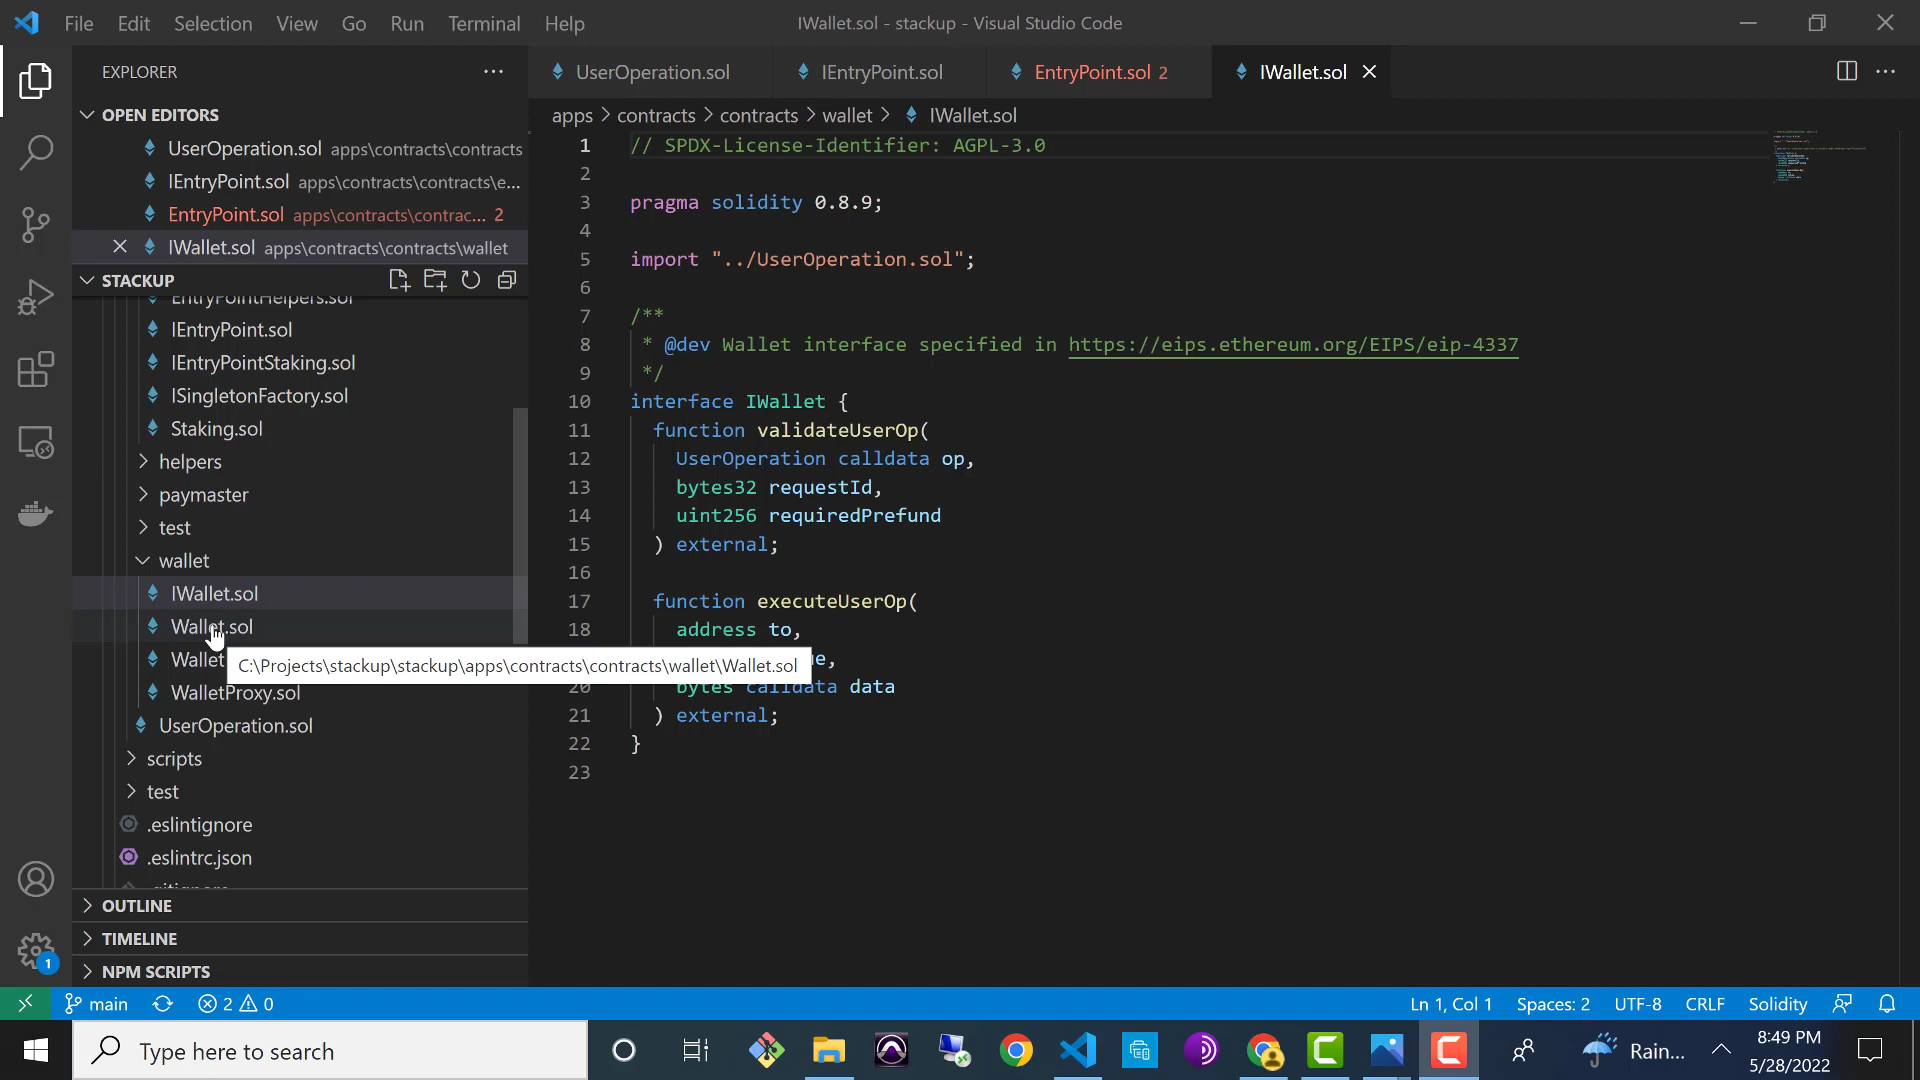 File Edit Selection View Go Run Terminal Help
IWallet.sol - stackup - Visual Studio Code
EXPLORER
OPEN EDITORS
UserOperation.sol apps\contracts\contracts
IEntryPoint.sol apps\contracts\contracts\e...
EntryPoint.sol apps\contracts\contrac... 2
IWallet.sol apps\contracts\contracts\wallet
STACKUP
EntryPointHelpers.sol
IEntryPoint.sol
IEntryPointStaking.sol
ISingletonFactory.sol
Staking.sol
helpers
paymaster
test
wallet
IWallet.sol
Wallet.sol
Wallet
C:\Projects\stackup\stackup\apps\contracts\contracts\wallet\Wallet.sol
WalletProxy.sol
UserOperation.sol
scripts
test
.eslintignore
.eslintrc.json
.gitignore
OUTLINE
TIMELINE
NPM SCRIPTS
UserOperation.sol
IEntryPoint.sol
EntryPoint.sol 2
IWallet.sol
apps > contracts > contracts > wallet > IWallet.sol
1 // SPDX-License-Identifier: AGPL-3.0
2
3 pragma solidity 0.8.9;
4
5 import "../UserOperation.sol";
6
7 /**
8 * @dev Wallet interface specified in https://eips.ethereum.org/EIPS/eip-4337
9 */
10 interface IWallet {
11 function validateUserOp(
12 UserOperation calldata op,
13 bytes32 requestId,
14 uint256 requiredPrefund
15 ) external;
16
17 function executeUserOp(
18 address to,
e,
20 bytes calldata data
21 ) external;
22 }
23
1
main 2 0
Ln 1, Col 1 Spaces: 2 UTF-8 CRLF Solidity
Type here to search
Rain...
8:49 PM
5/28/2022